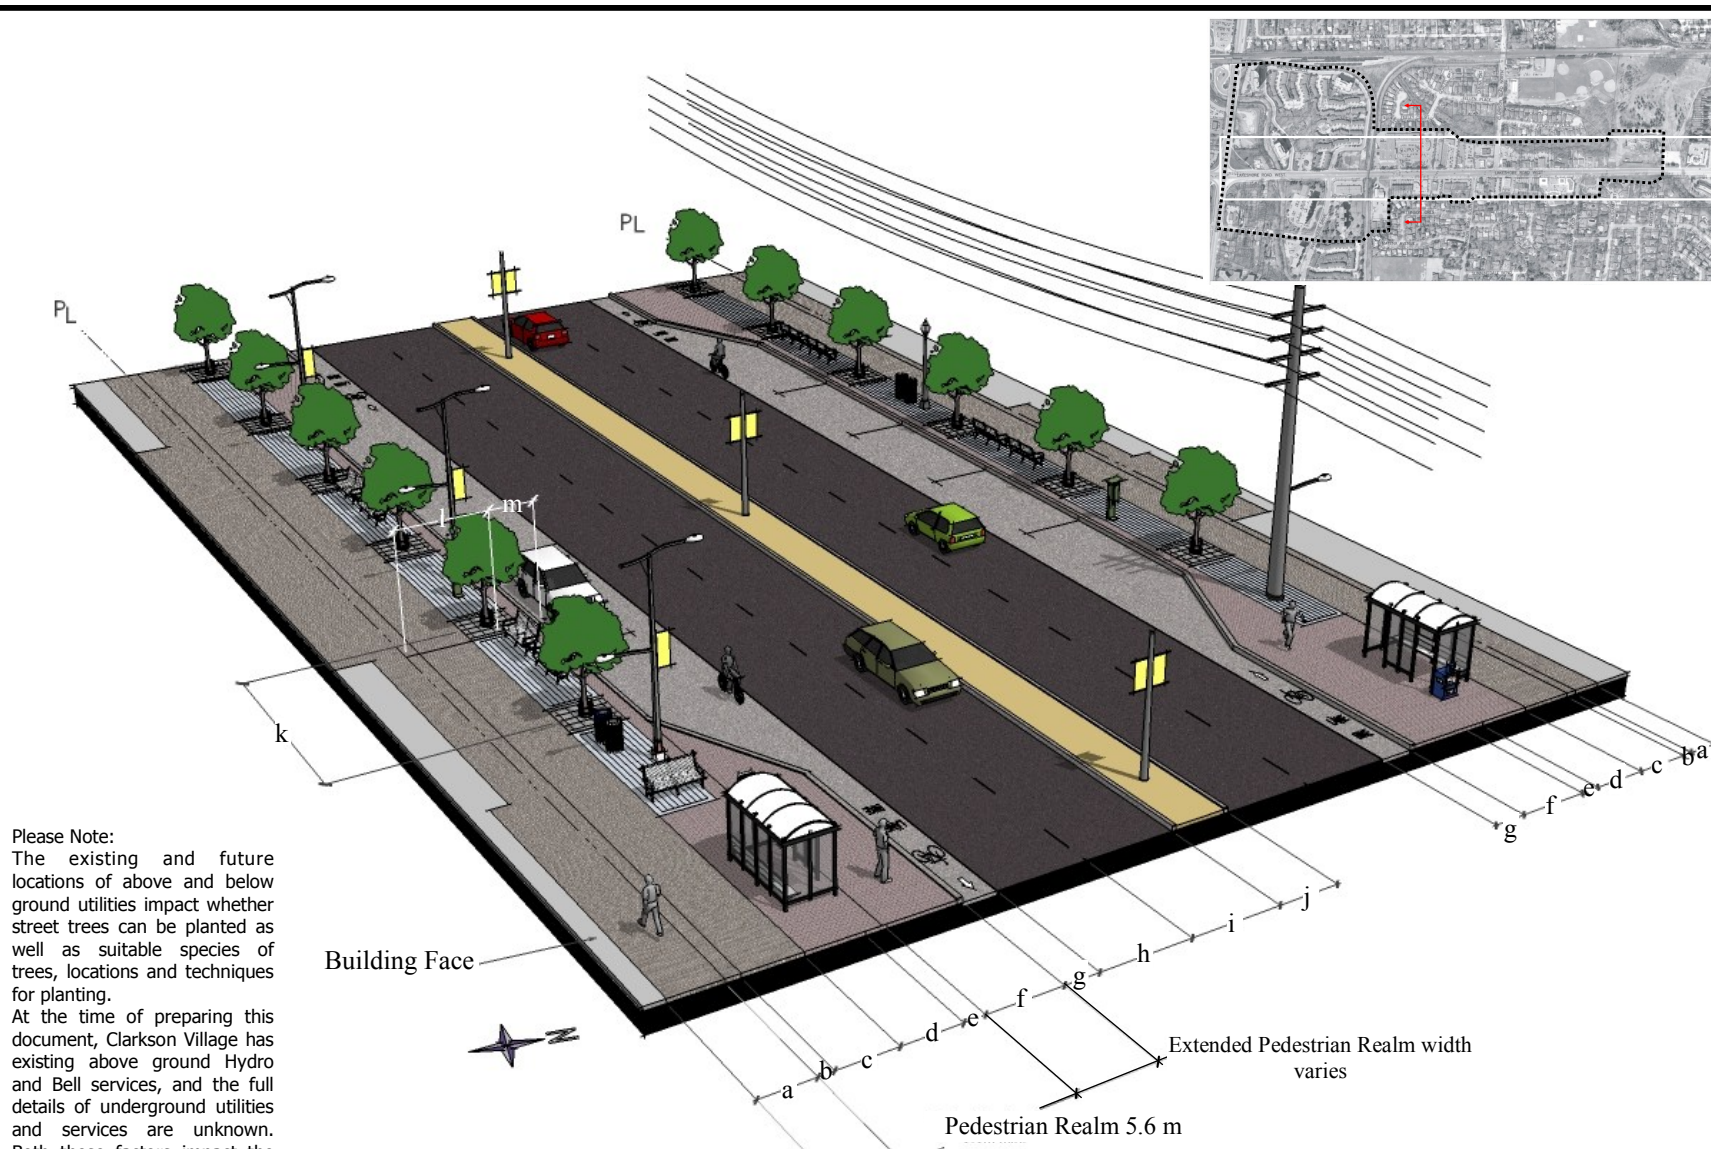 PL
PL
l
m
k
a
b
c
d
e
f
g
g
f
e
d
c
b
a
h
i
j
Building Face
Extended Pedestrian Realm width
varies
Pedestrian Realm 5.6 m
N
Please Note:
The existing and future
locations of above and below
ground utilities impact whether
street trees can be planted as
well as suitable species of
trees, locations and techniques
for planting.
At the time of preparing this
document, Clarkson Village has
existing above ground Hydro
and Bell services, and the full
details of underground utilities
and services are unknown.